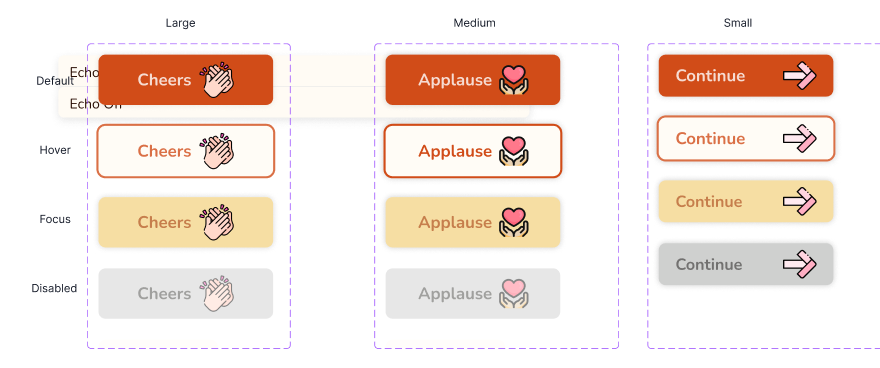 Large Medium Small
Echo
Default Cheers Applause Continue
Echo Off
Hover Cheers Applause Continue
Focus Cheers Applause Continue
Disabled Cheers Applause Continue